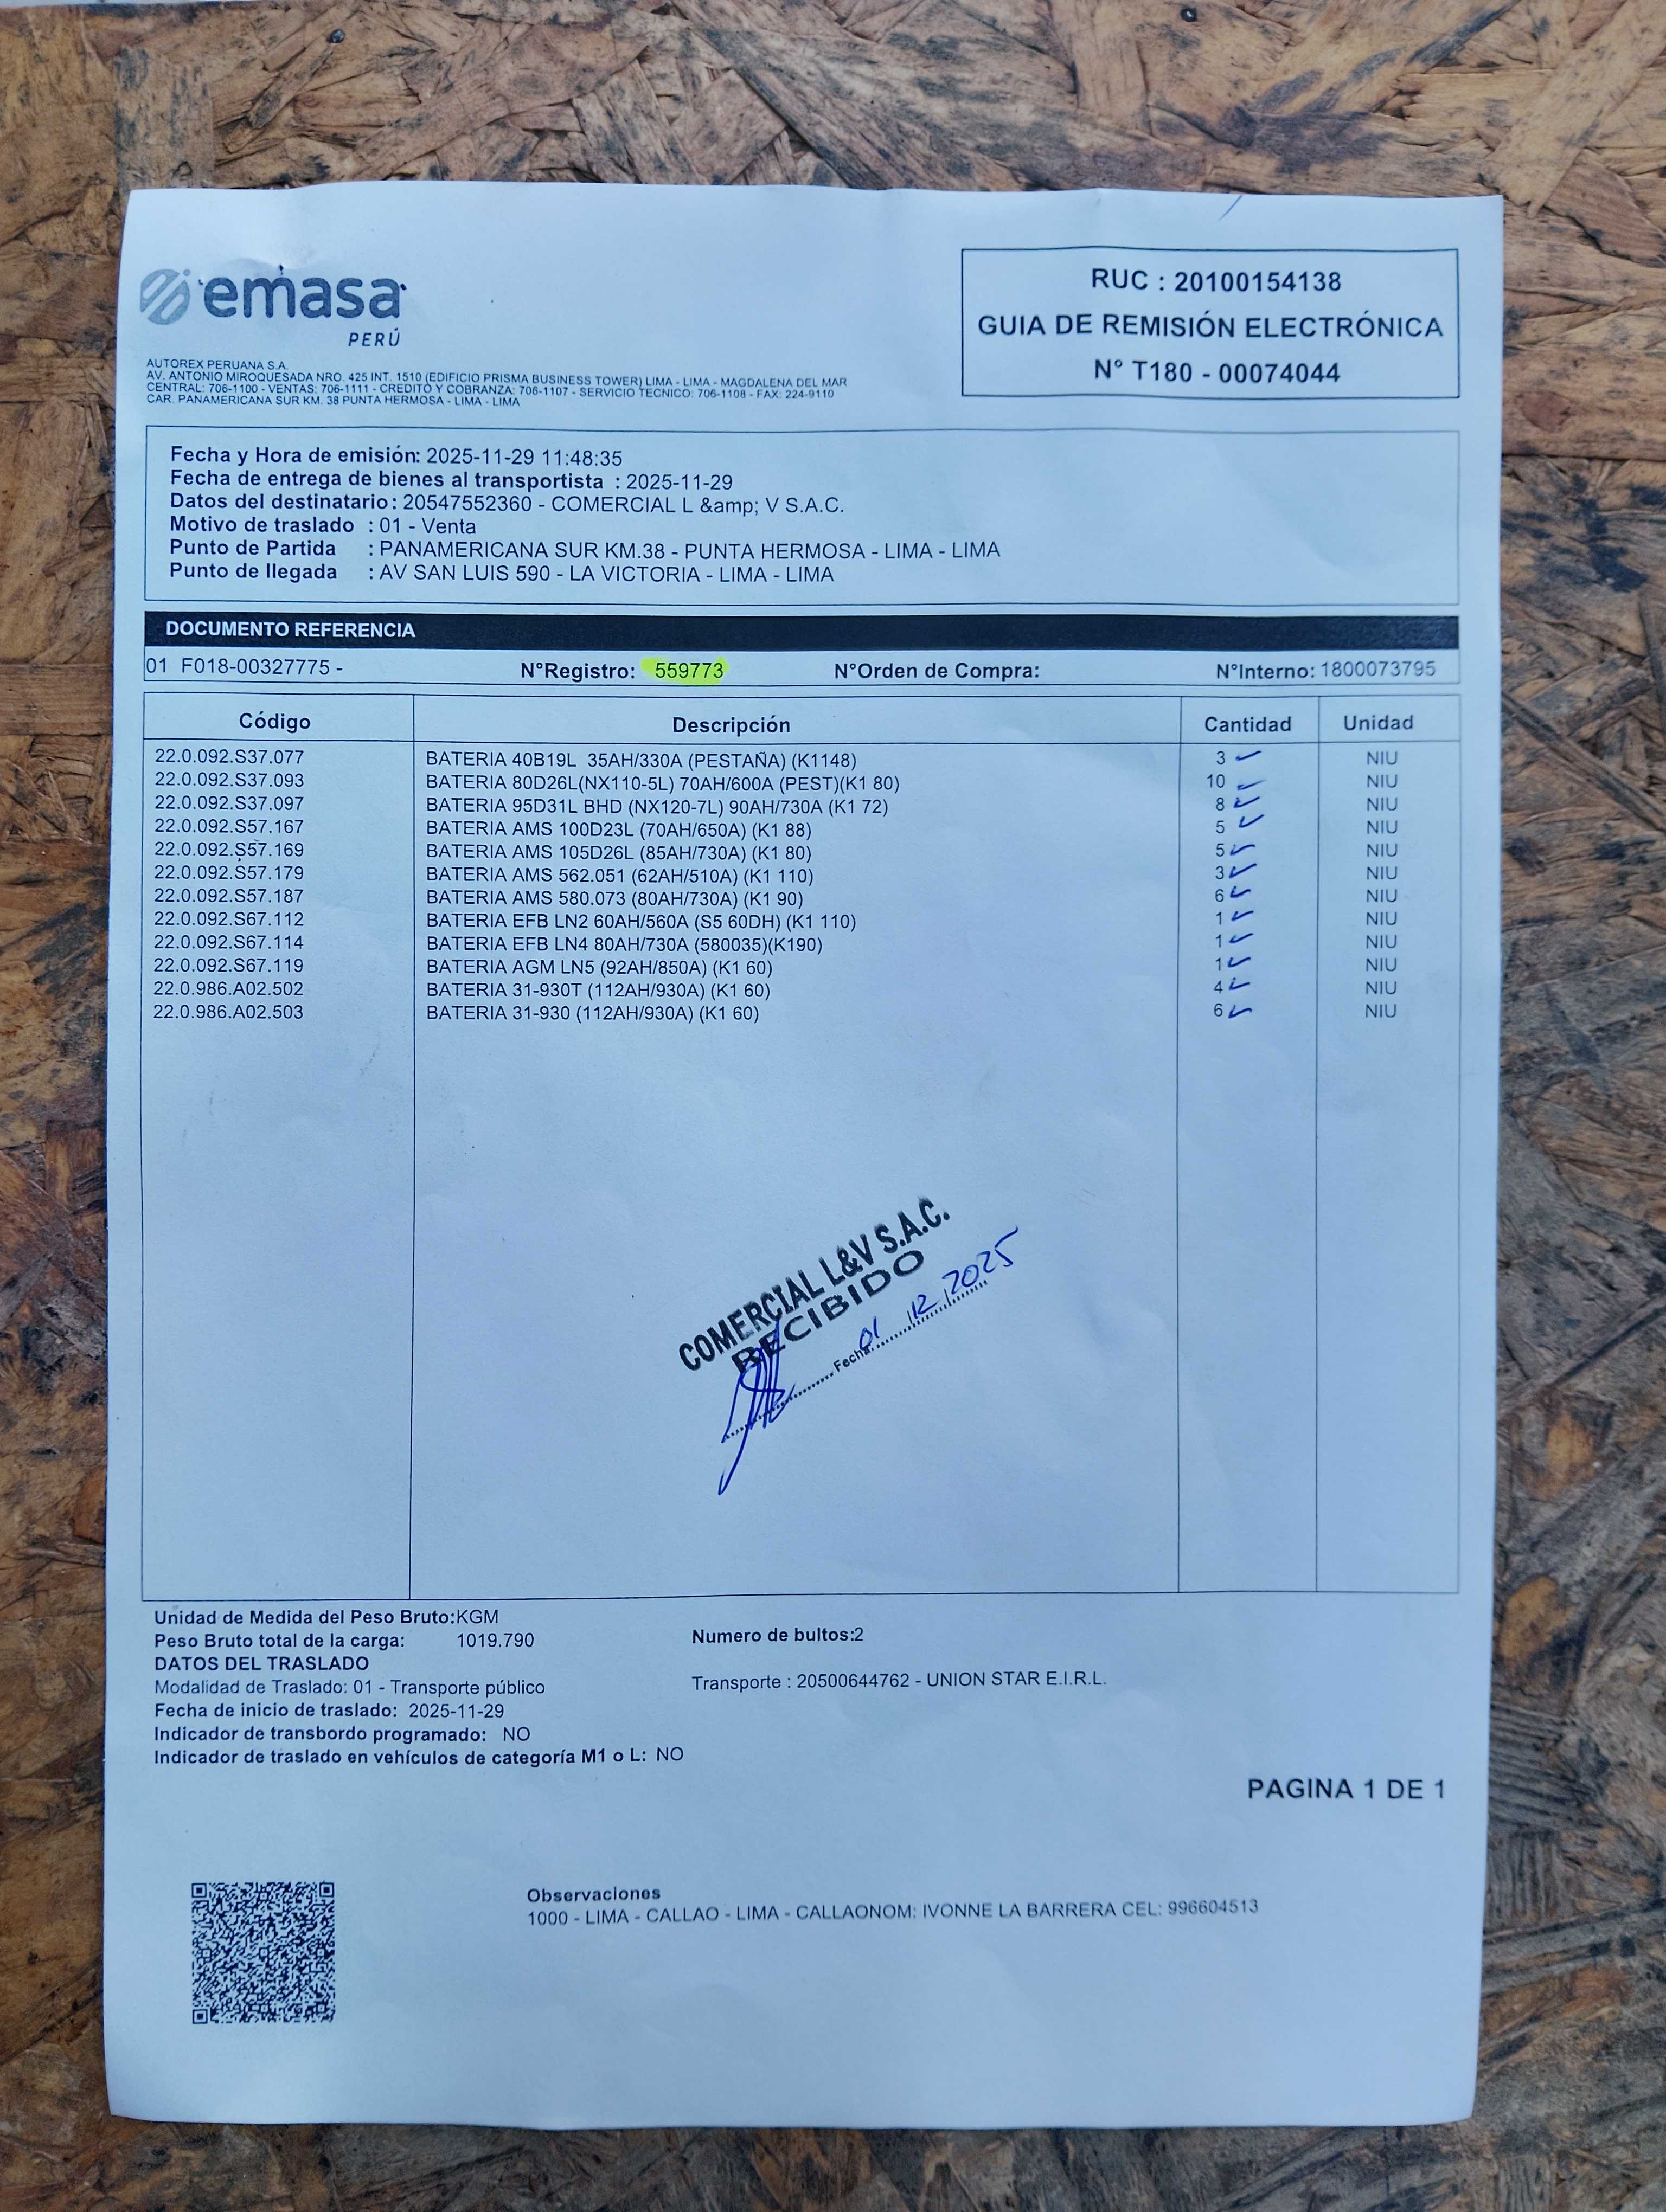 emasa
PERÚ
AUTOREX PERUANA S.A.
AV. ANTONIO MIROQUESADA NRO. 425 INT. 1510 (EDIFICIO PRISMA BUSINESS TOWER) LIMA - LIMA - MAGDALENA DEL MAR
CENTRAL: 706-1100 - VENTAS: 706-1111 - CREDITO Y COBRANZA: 706-1107 - SERVICIO TECNICO: 706-1108 - FAX: 224-9110
CAR. PANAMERICANA SUR KM. 38 PUNTA HERMOSA - LIMA - LIMA
RUC : 20100154138
GUIA DE REMISIÓN ELECTRÓNICA
N° T180 - 00074044
Fecha y Hora de emisión: 2025-11-29 11:48:35
Fecha de entrega de bienes al transportista : 2025-11-29
Datos del destinatario: 20547552360 - COMERCIAL L &amp; V S.A.C.
Motivo de traslado : 01 - Venta
Punto de Partida : PANAMERICANA SUR KM.38 - PUNTA HERMOSA - LIMA - LIMA
Punto de llegada : AV SAN LUIS 590 - LA VICTORIA - LIMA - LIMA
DOCUMENTO REFERENCIA
01 F018-00327775 - N°Registro: 559773 N°Orden de Compra: N°Interno: 1800073795
Código Descripción Cantidad Unidad
22.0.092.S37.077 BATERIA 40B19L 35AH/330A (PESTAÑA) (K1148) 3 NIU
22.0.092.S37.093 BATERIA 80D26L(NX110-5L) 70AH/600A (PEST)(K1 80) 10 NIU
22.0.092.S37.097 BATERIA 95D31L BHD (NX120-7L) 90AH/730A (K1 72) 8 NIU
22.0.092.S57.167 BATERIA AMS 100D23L (70AH/650A) (K1 88) 5 NIU
22.0.092.S57.169 BATERIA AMS 105D26L (85AH/730A) (K1 80) 5 NIU
22.0.092.S57.179 BATERIA AMS 562.051 (62AH/510A) (K1 110) 3 NIU
22.0.092.S57.187 BATERIA AMS 580.073 (80AH/730A) (K1 90) 6 NIU
22.0.092.S67.112 BATERIA EFB LN2 60AH/560A (S5 60DH) (K1 110) 1 NIU
22.0.092.S67.114 BATERIA EFB LN4 80AH/730A (580035)(K190) 1 NIU
22.0.092.S67.119 BATERIA AGM LN5 (92AH/850A) (K1 60) 1 NIU
22.0.986.A02.502 BATERIA 31-930T (112AH/930A) (K1 60) 4 NIU
22.0.986.A02.503 BATERIA 31-930 (112AH/930A) (K1 60) 6 NIU
COMERCIAL L&V S.A.C.
RECIBIDO
Fecha: 01 12 2025
Unidad de Medida del Peso Bruto:KGM
Peso Bruto total de la carga: 1019.790 Numero de bultos:2
DATOS DEL TRASLADO
Modalidad de Traslado: 01 - Transporte público Transporte : 20500644762 - UNION STAR E.I.R.L.
Fecha de inicio de traslado: 2025-11-29
Indicador de transbordo programado: NO
Indicador de traslado en vehículos de categoría M1 o L: NO
PAGINA 1 DE 1
Observaciones
1000 - LIMA - CALLAO - LIMA - CALLAONOM: IVONNE LA BARRERA CEL: 996604513